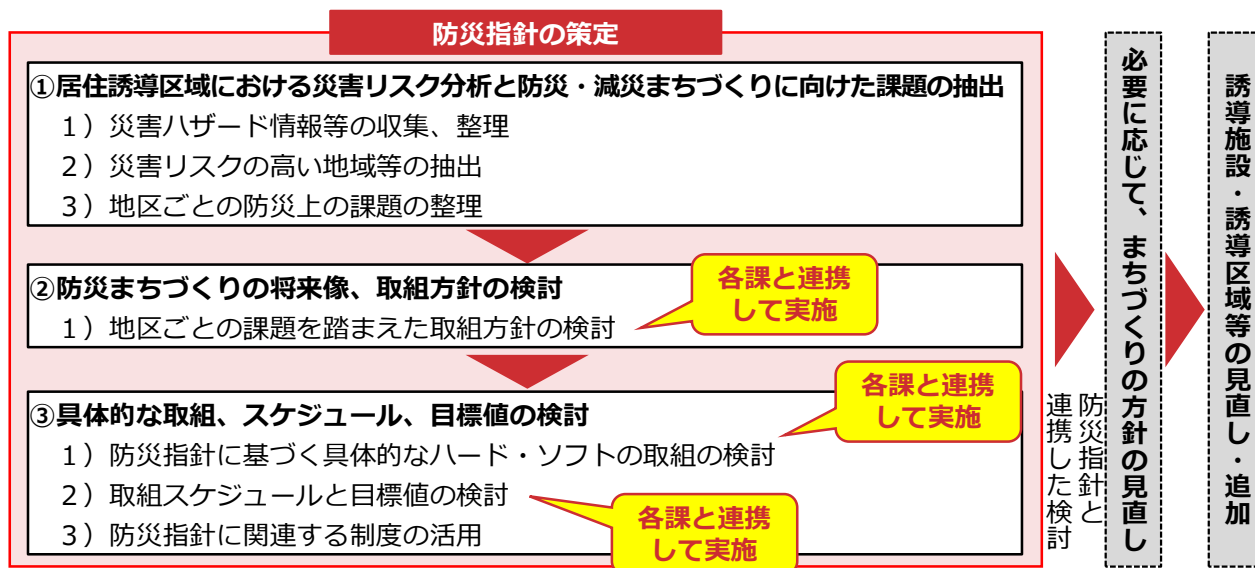 防災指針の策定
①居住誘導区域における災害リスク分析と防災・減災まちづくりに向けた課題の抽出
１）災害ハザード情報等の収集、整理
２）災害リスクの高い地域等の抽出
３）地区ごとの防災上の課題の整理
②防災まちづくりの将来像、取組方針の検討
１）地区ごとの課題を踏まえた取組方針の検討
各課と連携
して実施
③具体的な取組、スケジュール、目標値の検討
１）防災指針に基づく具体的なハード・ソフトの取組の検討
各課と連携
して実施
２）取組スケジュールと目標値の検討
各課と連携
して実施
３）防災指針に関連する制度の活用
防災指針と
連携した検討
必要に応じて、まちづくりの方針の見直し
誘導施設・誘導区域等の見直し・追加